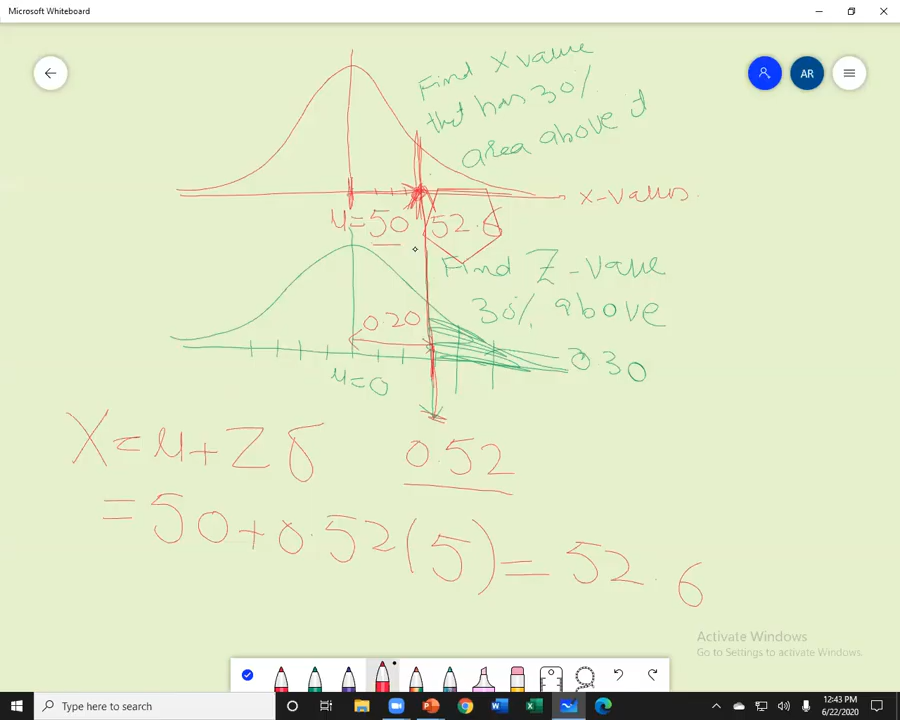 Microsoft Whiteboard
AR
Find X value
that has 30%
area above it
x-values
μ=50
52.6
Find Z-value
30% above
0.20
0.30
μ=0
X=μ+Zσ
0.52
=50+0.52(5)=52.6
Activate Windows
Go to Settings to activate Windows.
Type here to search
12:43 PM
6/22/2020